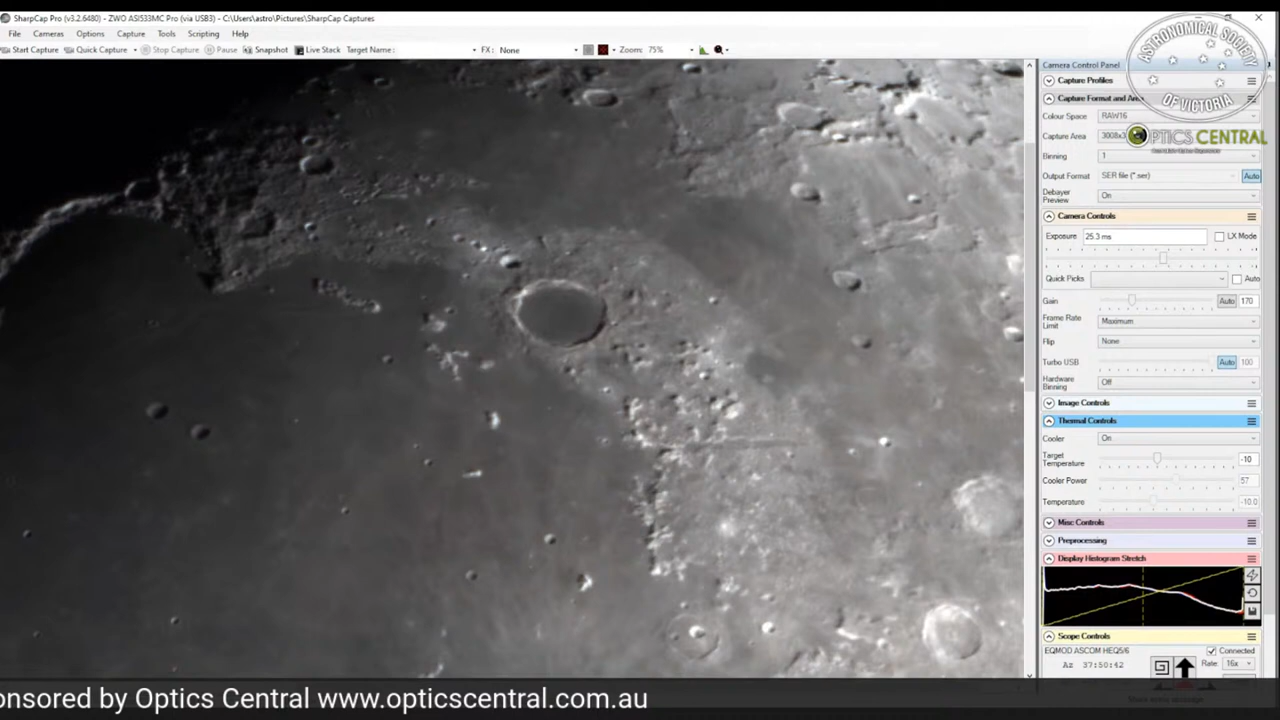 SharpCap Pro (v3.2.6480) - ZWO ASI533MC Pro (via USB3) - C:\Users\astro\Pictures\SharpCap Captures
File Cameras Options Capture Tools Scripting Help
Start Capture Quick Capture Stop Capture Pause Snapshot Live Stack Target Name: FX: None Zoom: 75%
ASTRONOMICAL SOCIETY
OF VICTORIA
OPTICS CENTRAL
Camera Control Panel
Capture Profiles
Capture Format and Area
Colour Space RAW16
Capture Area 3008x3
Binning 1
Output Format SER file (*.ser) Auto
Debayer Preview On
Camera Controls
Exposure 25.3 ms LX Mode
Quick Picks Auto
Gain Auto 170
Frame Rate Limit Maximum
Flip None
Turbo USB Auto 100
Hardware Binning Off
Image Controls
Thermal Controls
Cooler On
Target Temperature -10
Cooler Power 57
Temperature -10.0
Misc Controls
Preprocessing
Display Histogram Stretch
Scope Controls
EQMOD ASCOM HEQ5/6 Connected
Az 37:50:42 Rate 16x
onsored by Optics Central www.opticscentral.com.au